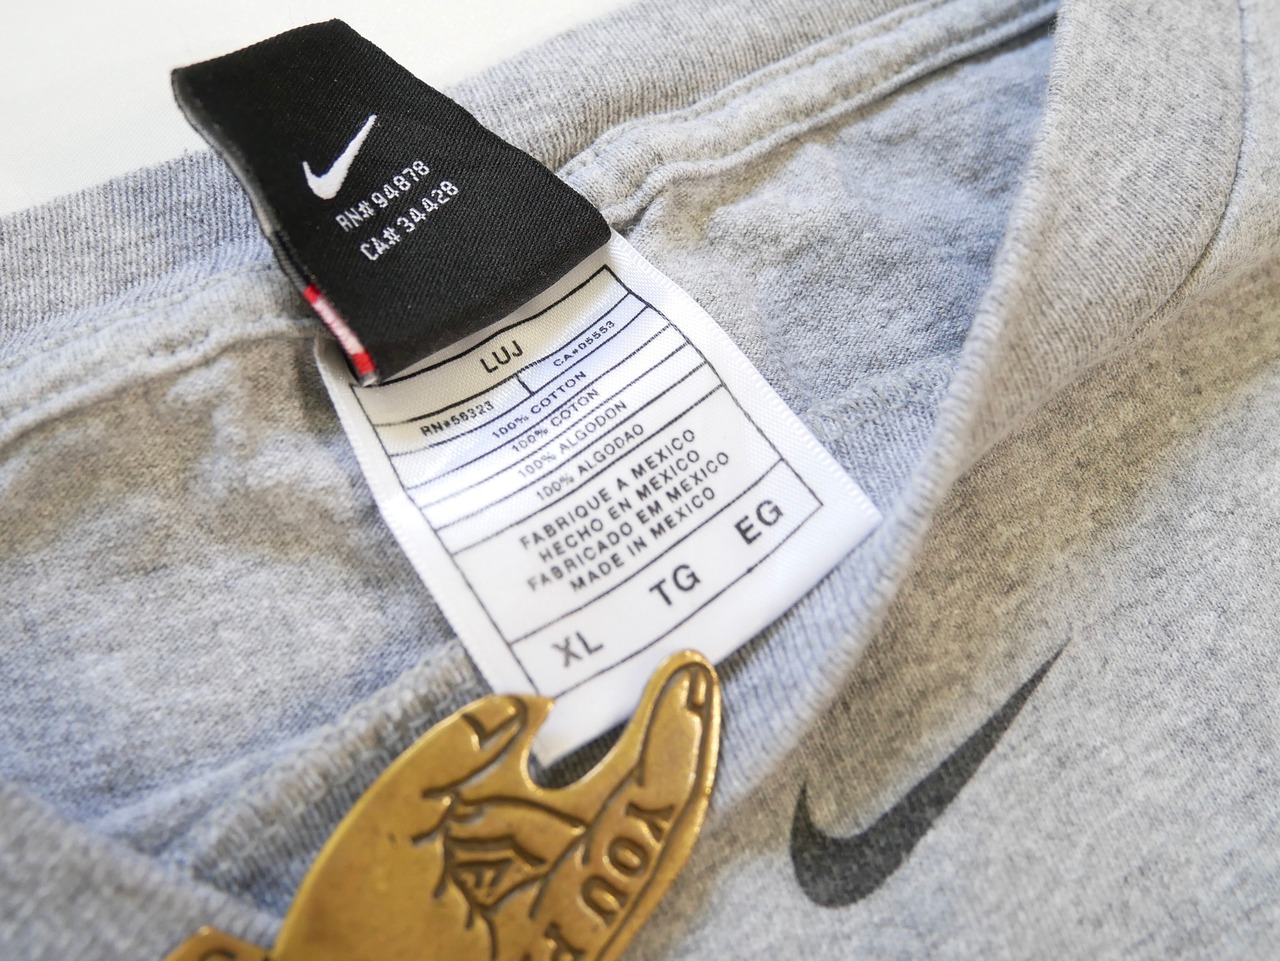 RN# 94878
CA# 34428
LUJ
RN#56323 CA#05553
100% COTTON
100% COTON
100% ALGODON
100% ALGODAO
FABRIQUE A MEXICO
HECHO EN MEXICO
FABRICADO EM MEXICO
MADE IN MEXICO
XL TG EG
YOU